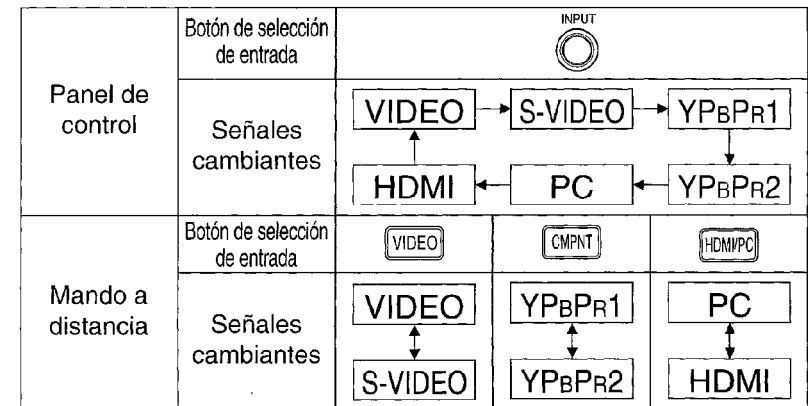 Panel de
control
Botón de selección
de entrada
INPUT
Señales
cambiantes
VIDEO S-VIDEO YPBPR1
HDMI PC YPBPR2
Mando a
distancia
Botón de selección
de entrada
VIDEO CMPNT HDMI/PC
Señales
cambiantes
VIDEO YPBPR1 PC
S-VIDEO YPBPR2 HDMI